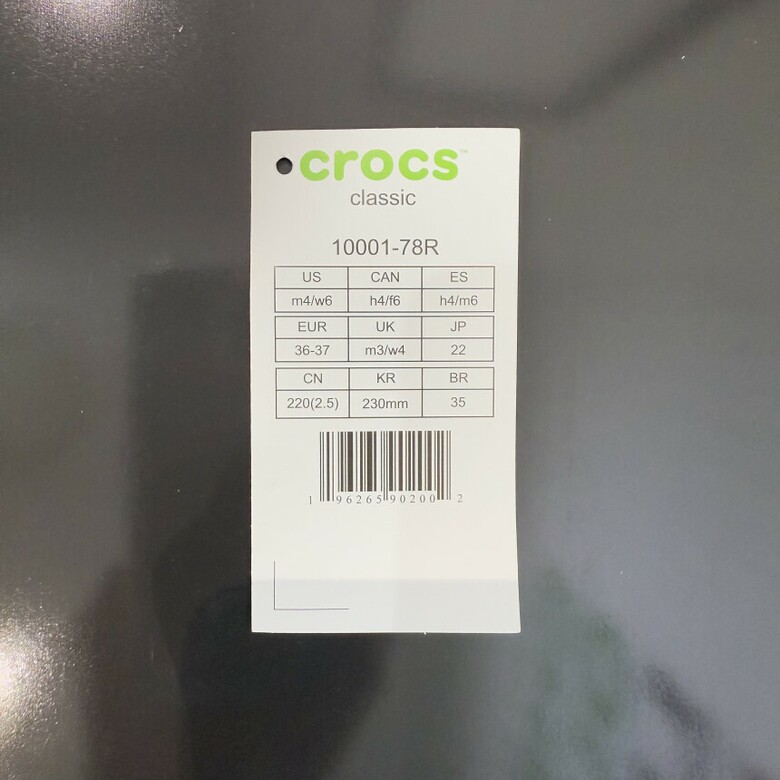 crocs™
classic
10001-78R
US CAN ES
m4/w6 h4/f6 h4/m6
EUR UK JP
36-37 m3/w4 22
CN KR BR
220(2.5) 230mm 35
1 96265 90200 2